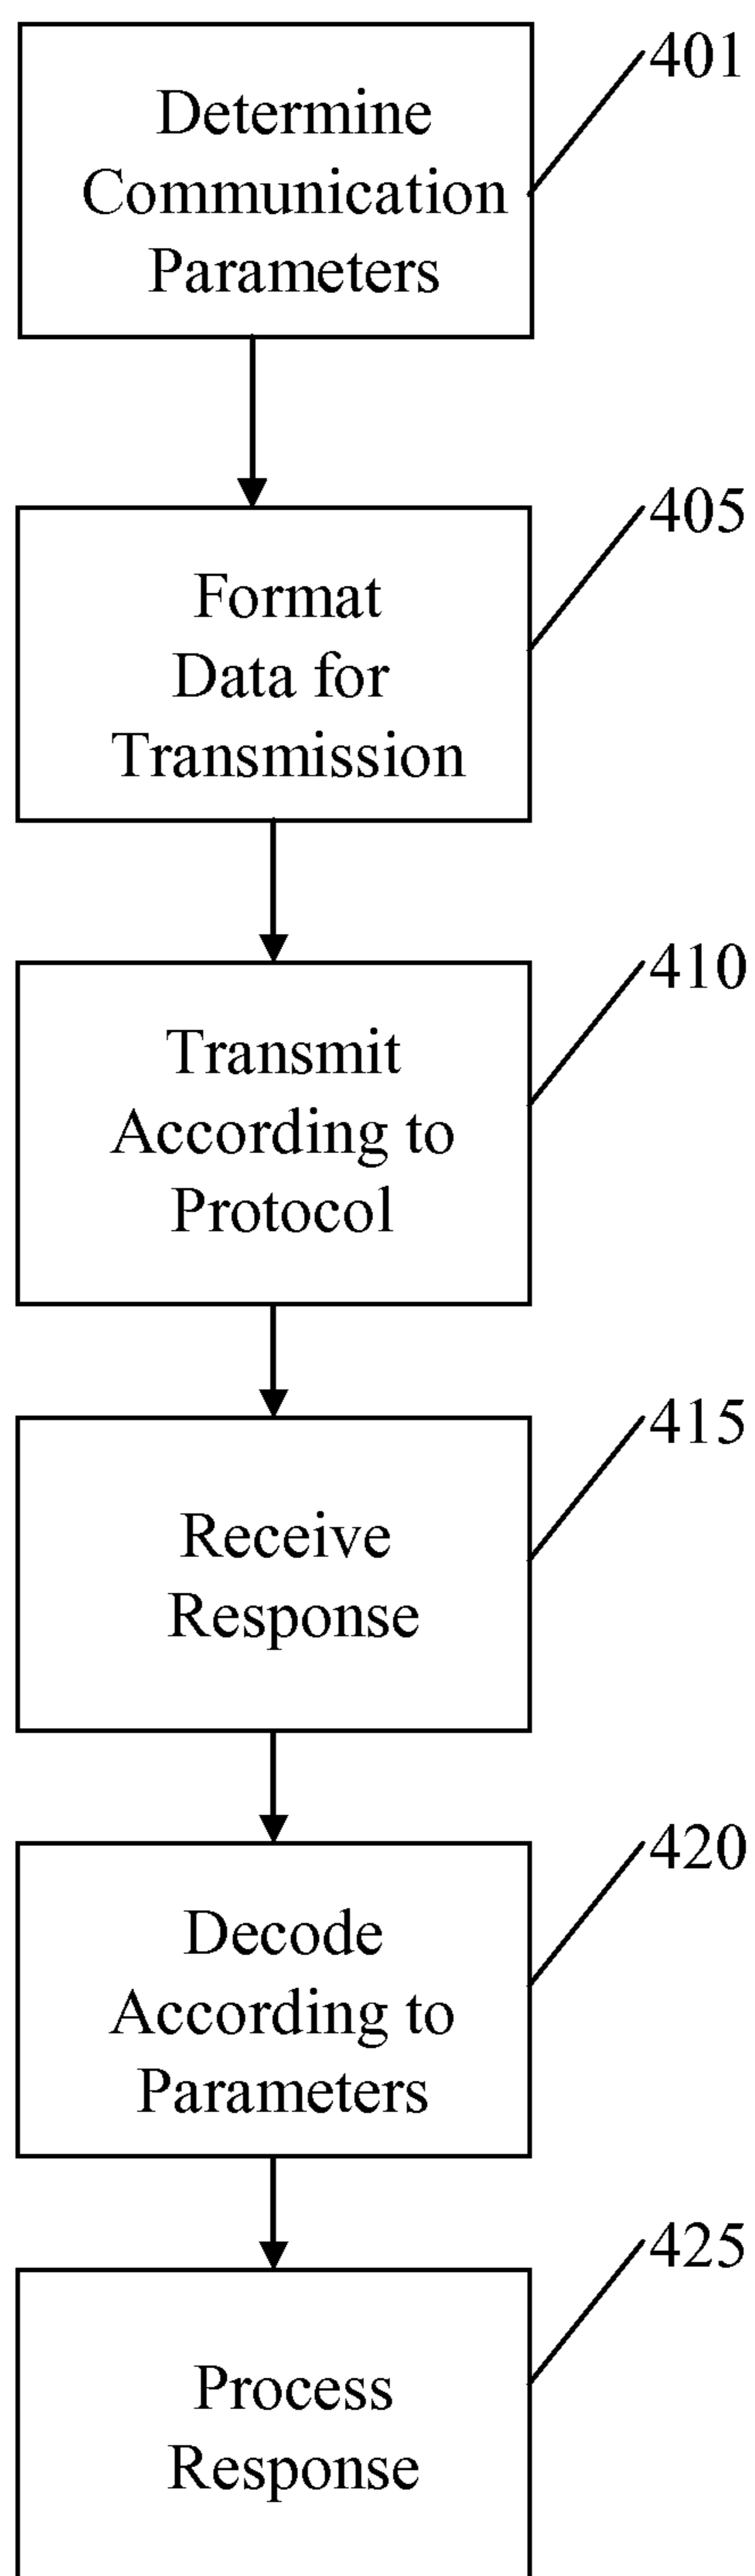 401
Determine
Communication
Parameters
405
Format
Data for
Transmission
410
Transmit
According to
Protocol
415
Receive
Response
420
Decode
According to
Parameters
425
Process
Response